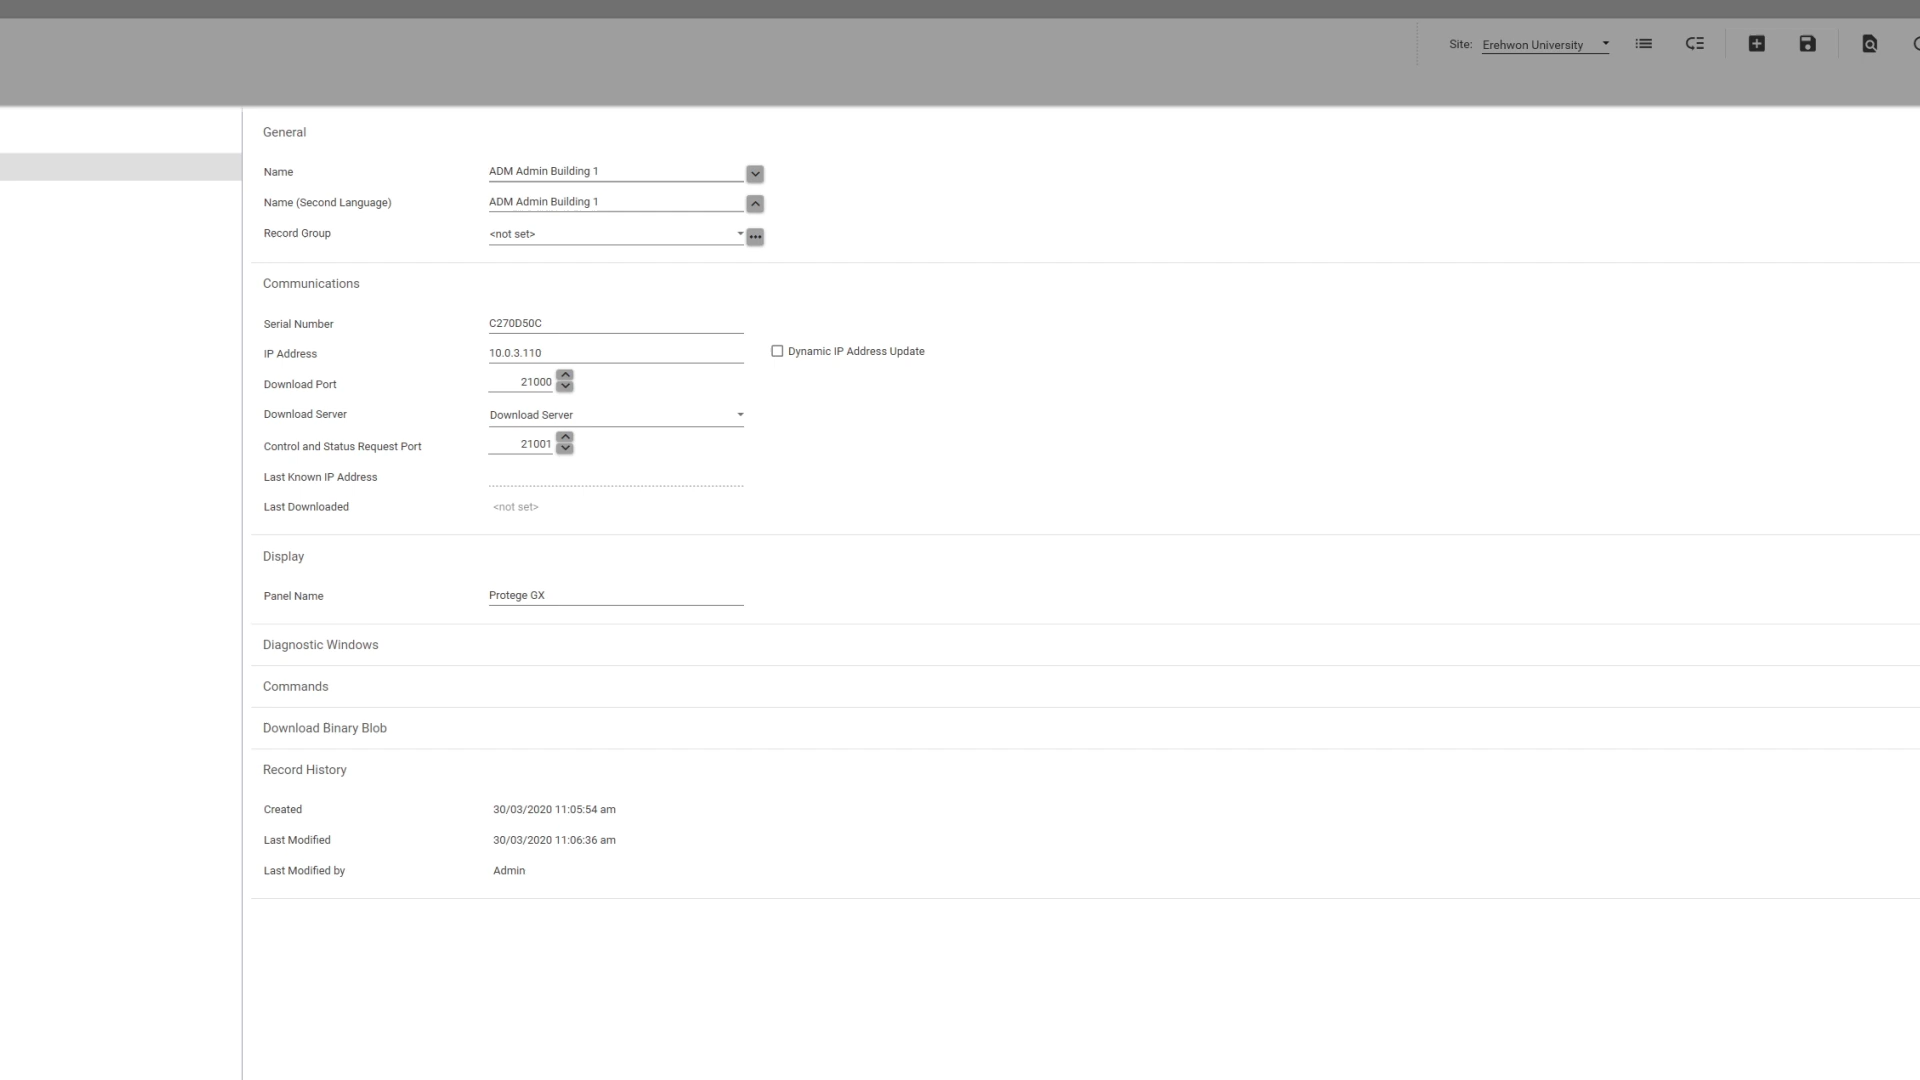 Site: Erehwon University
General
Name ADM Admin Building 1
Name (Second Language) ADM Admin Building 1
Record Group <not set>
Communications
Serial Number C270D50C
IP Address 10.0.3.110 Dynamic IP Address Update
Download Port 21000
Download Server Download Server
Control and Status Request Port 21001
Last Known IP Address
Last Downloaded <not set>
Display
Panel Name Protege GX
Diagnostic Windows
Commands
Download Binary Blob
Record History
Created 30/03/2020 11:05:54 am
Last Modified 30/03/2020 11:06:36 am
Last Modified by Admin